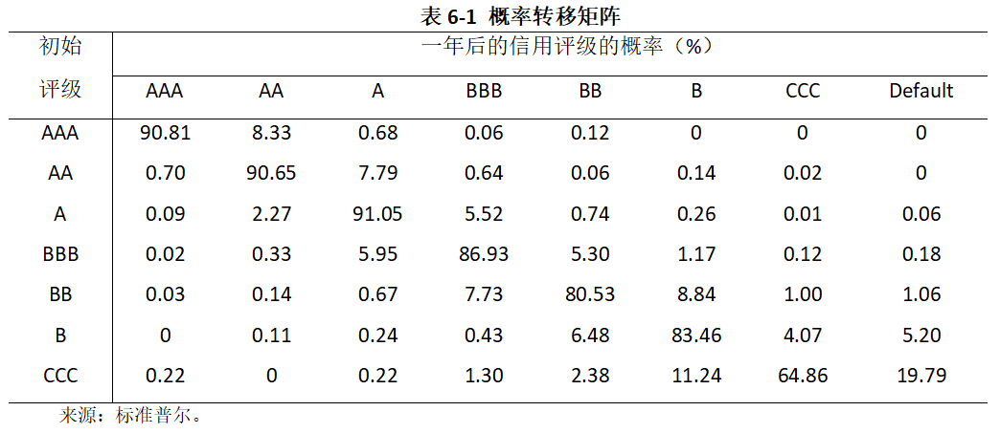 表 6-1 概率转移矩阵
初始 一年后的信用评级的概率（%）
评级 AAA AA A BBB BB B CCC Default
AAA 90.81 8.33 0.68 0.06 0.12 0 0 0
AA 0.70 90.65 7.79 0.64 0.06 0.14 0.02 0
A 0.09 2.27 91.05 5.52 0.74 0.26 0.01 0.06
BBB 0.02 0.33 5.95 86.93 5.30 1.17 0.12 0.18
BB 0.03 0.14 0.67 7.73 80.53 8.84 1.00 1.06
B 0 0.11 0.24 0.43 6.48 83.46 4.07 5.20
CCC 0.22 0 0.22 1.30 2.38 11.24 64.86 19.79
来源：标准普尔。